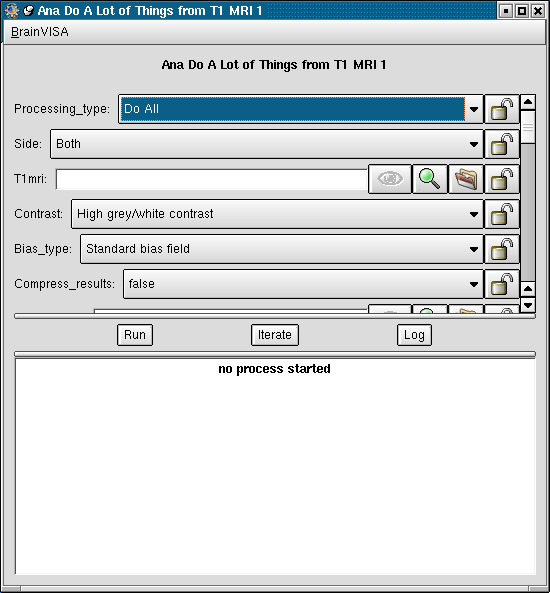 Ana Do A Lot of Things from T1 MRI 1
BrainVISA
Ana Do A Lot of Things from T1 MRI 1
Processing_type: Do All
Side: Both
T1mri:
Contrast: High grey/white contrast
Bias_type: Standard bias field
Compress_results: false
Run Iterate Log
no process started